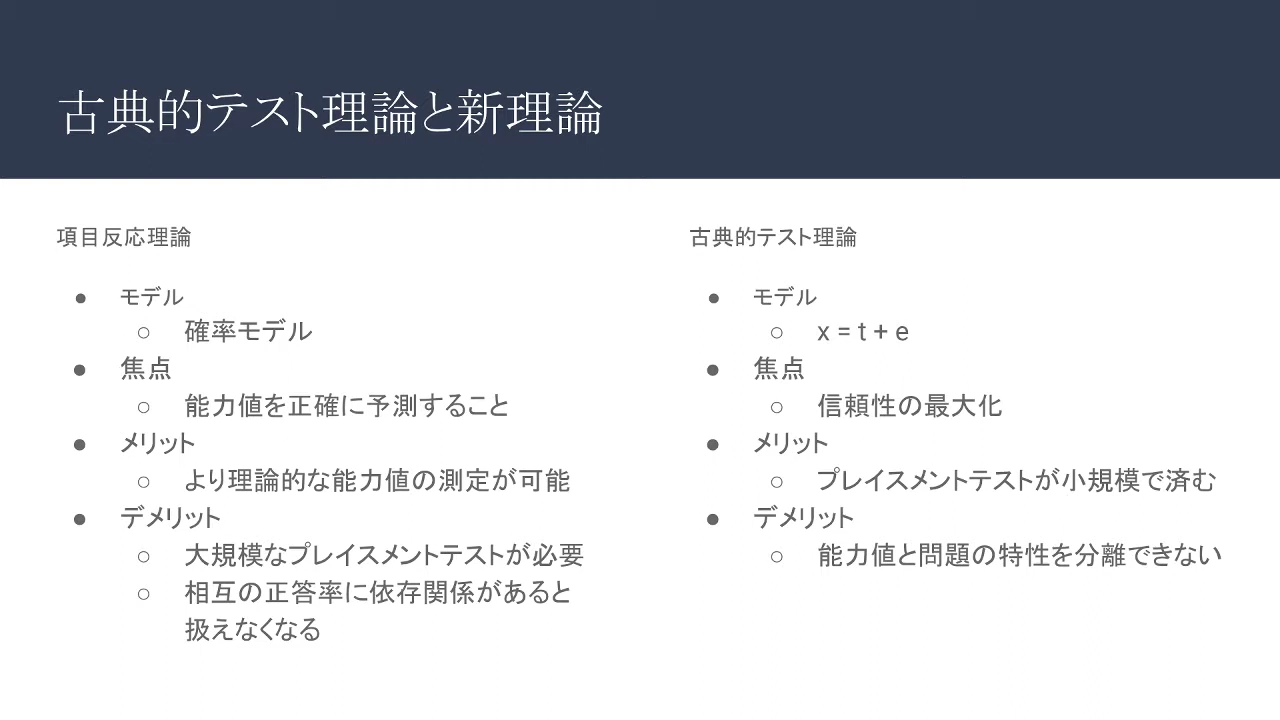 古典的テスト理論と新理論
項目反応理論
● モデル
○ 確率モデル
● 焦点
○ 能力値を正確に予測すること
● メリット
○ より理論的な能力値の測定が可能
● デメリット
○ 大規模なプレイスメントテストが必要
○ 相互の正答率に依存関係があると
扱えなくなる
古典的テスト理論
● モデル
○ x = t + e
● 焦点
○ 信頼性の最大化
● メリット
○ プレイスメントテストが小規模で済む
● デメリット
○ 能力値と問題の特性を分離できない